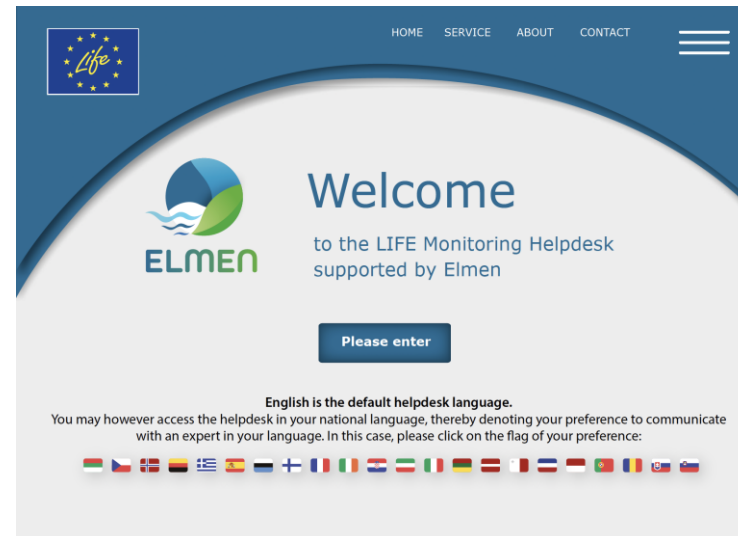 Life
HOME SERVICE ABOUT CONTACT
Welcome
to the LIFE Monitoring Helpdesk
supported by Elmen
ELMEN
Please enter
English is the default helpdesk language.
You may however access the helpdesk in your national language, thereby denoting your preference to communicate
with an expert in your language. In this case, please click on the flag of your preference: